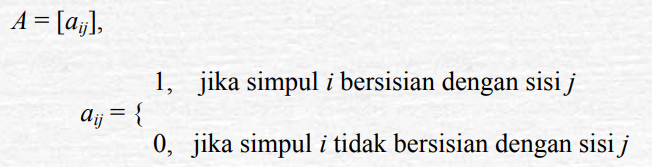 A = [aij],
1, jika simpul i bersisian dengan sisi j
aij = {
0, jika simpul i tidak bersisian dengan sisi j